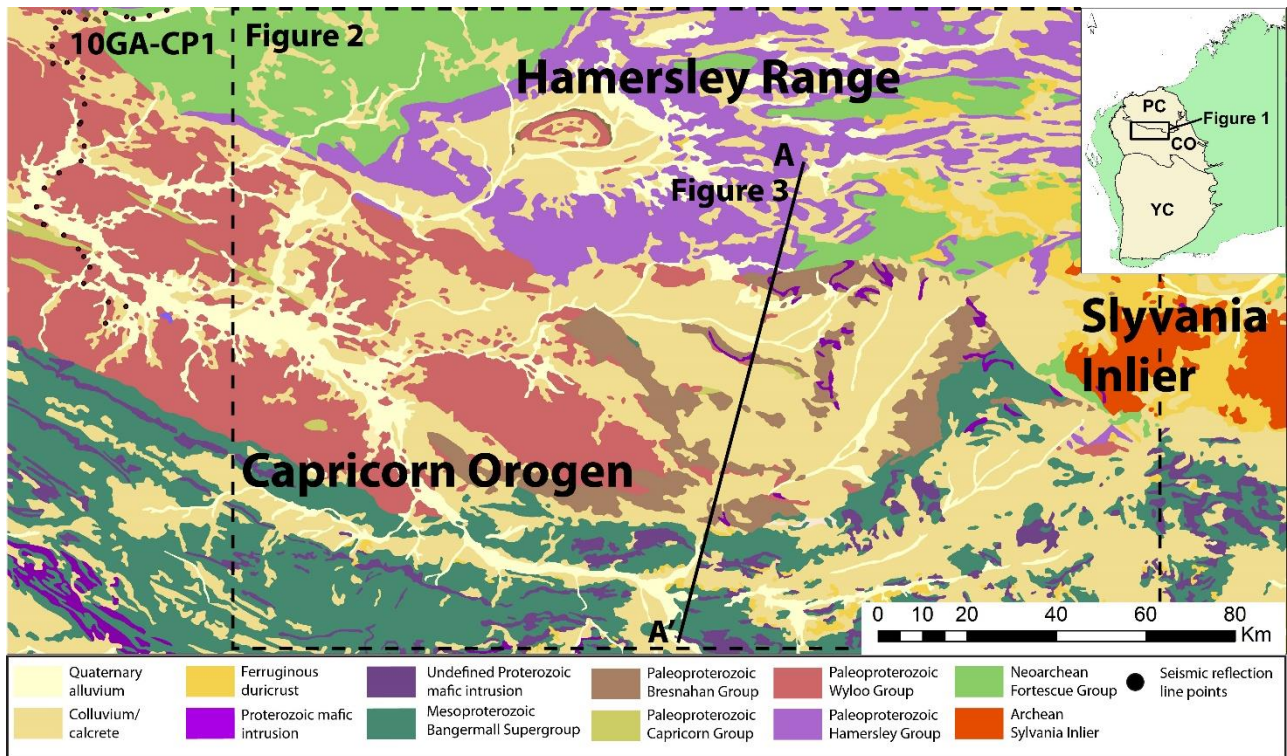 10GA-CP1
Figure 2
Hamersley Range
N
PC
Figure 1
CO
YC
A
Figure 3
Slyvania
Inlier
Capricorn Orogen
A'
0 10 20 40 60 80
Km
Quaternary
alluvium
Colluvium/
calcrete
Ferruginous
duricrust
Proterozoic mafic
intrusion
Undefined Proterozoic
mafic intrusion
Mesoproterozoic
Bangermall Supergroup
Paleoproterozoic
Bresnahan Group
Paleoproterozoic
Capricorn Group
Paleoproterozoic
Wyloo Group
Paleoproterozoic
Hamersley Group
Neoarchean
Fortescue Group
Archean
Sylvania Inlier
Seismic reflection
line points